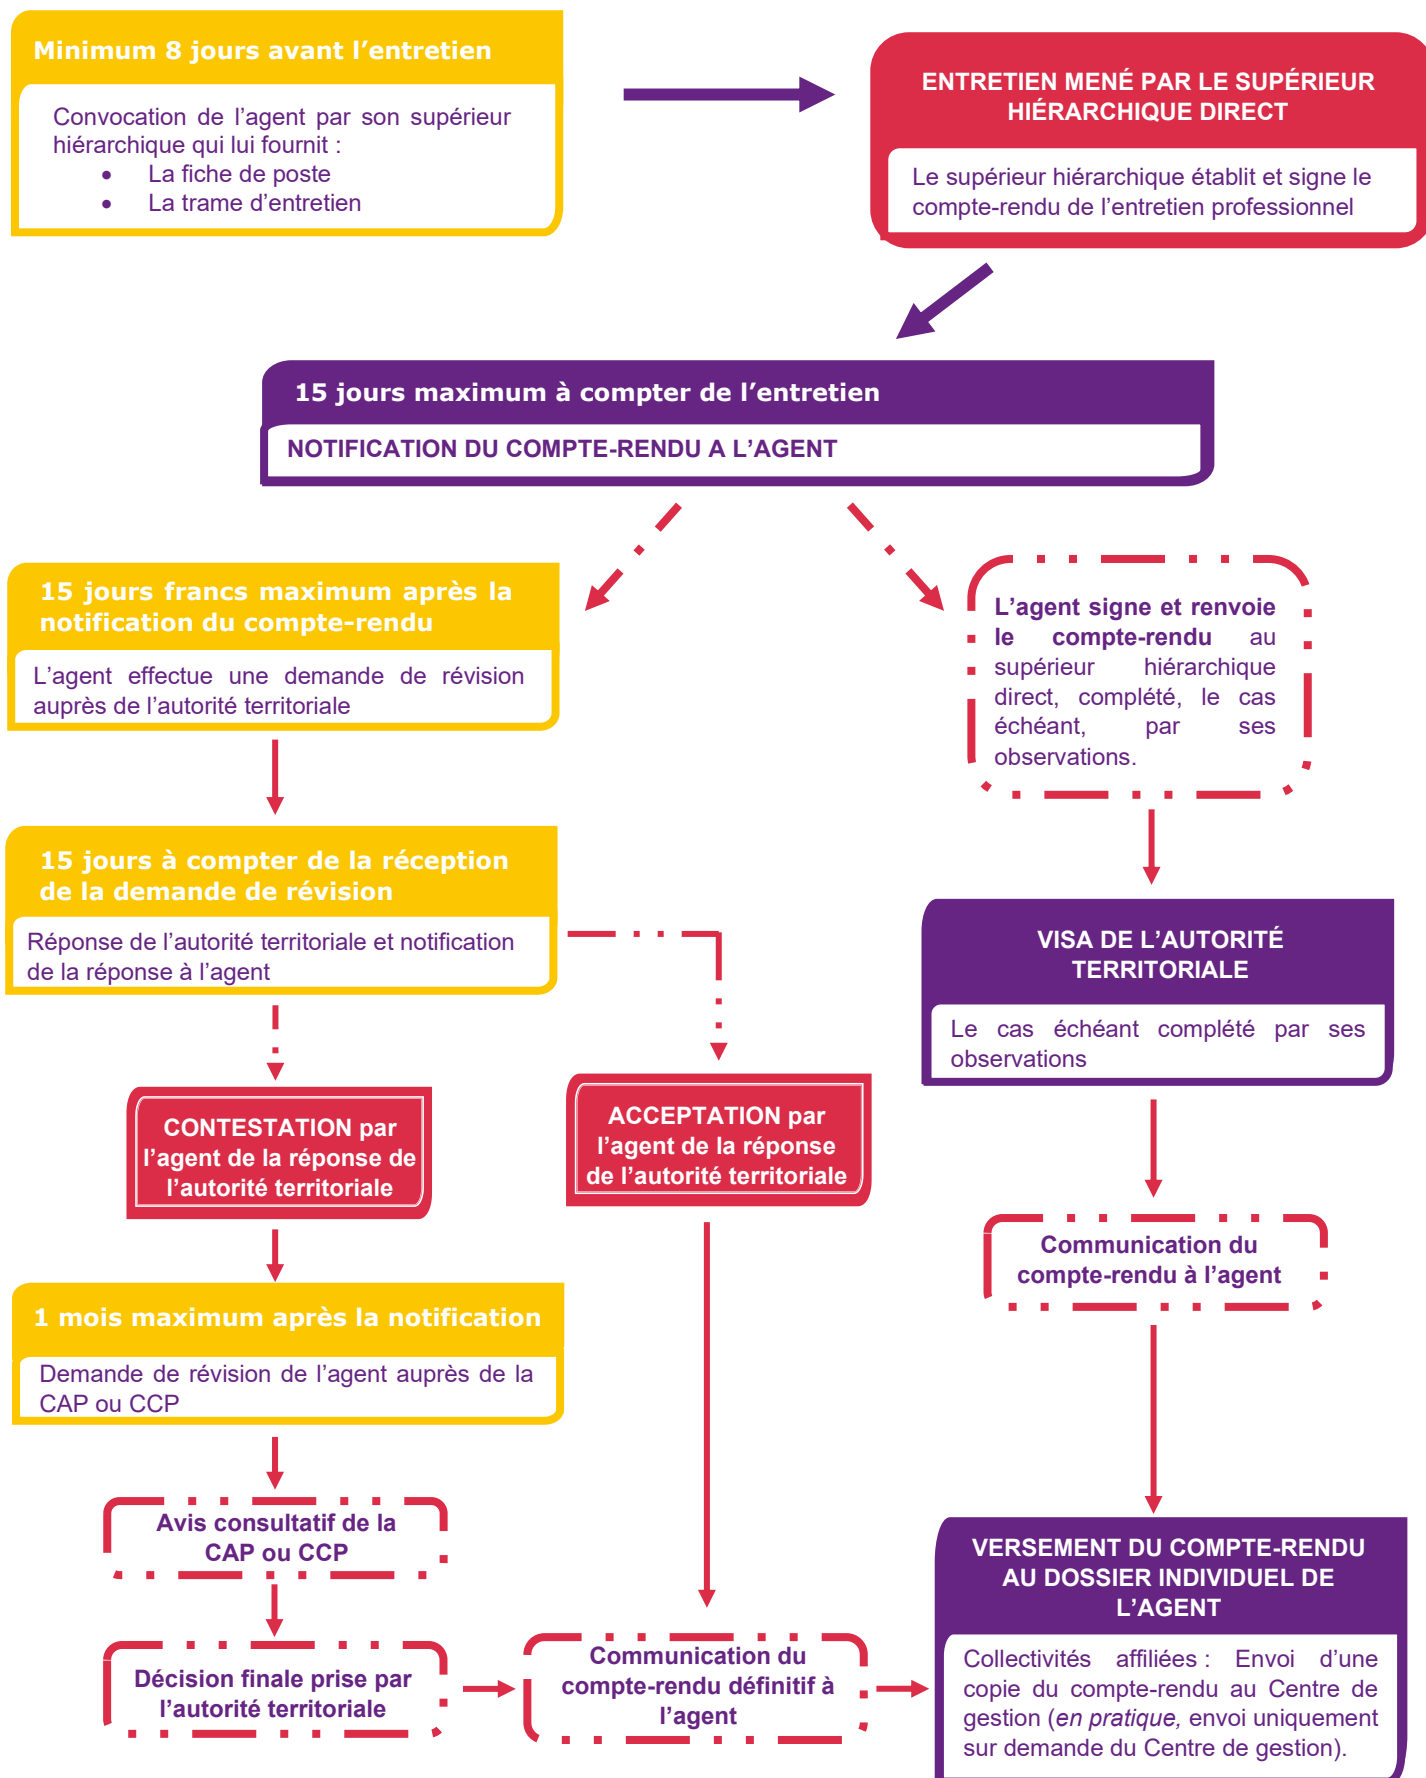 Minimum 8 jours avant l’entretien
Convocation de l’agent par son supérieur
hiérarchique qui lui fournit :
• La fiche de poste
• La trame d’entretien
ENTRETIEN MENÉ PAR LE SUPÉRIEUR
HIÉRARCHIQUE DIRECT
Le supérieur hiérarchique établit et signe le
compte-rendu de l’entretien professionnel
15 jours maximum à compter de l’entretien
NOTIFICATION DU COMPTE-RENDU A L’AGENT
15 jours francs maximum après la
notification du compte-rendu
L’agent effectue une demande de révision
auprès de l’autorité territoriale
L’agent signe et renvoie
le compte-rendu au
supérieur hiérarchique
direct, complété, le cas
échéant, par ses
observations.
15 jours à compter de la réception
de la demande de révision
Réponse de l’autorité territoriale et notification
de la réponse à l’agent
VISA DE L’AUTORITÉ
TERRITORIALE
Le cas échéant complété par ses
observations
CONTESTATION par
l’agent de la réponse de
l’autorité territoriale
ACCEPTATION par
l’agent de la réponse
de l’autorité territoriale
Communication du
compte-rendu à l’agent
1 mois maximum après la notification
Demande de révision de l’agent auprès de la
CAP ou CCP
Avis consultatif de la
CAP ou CCP
Décision finale prise par
l’autorité territoriale
Communication du
compte-rendu définitif à
l’agent
VERSEMENT DU COMPTE-RENDU
AU DOSSIER INDIVIDUEL DE
L’AGENT
Collectivités affiliées : Envoi d’une
copie du compte-rendu au Centre de
gestion (en pratique, envoi uniquement
sur demande du Centre de gestion).